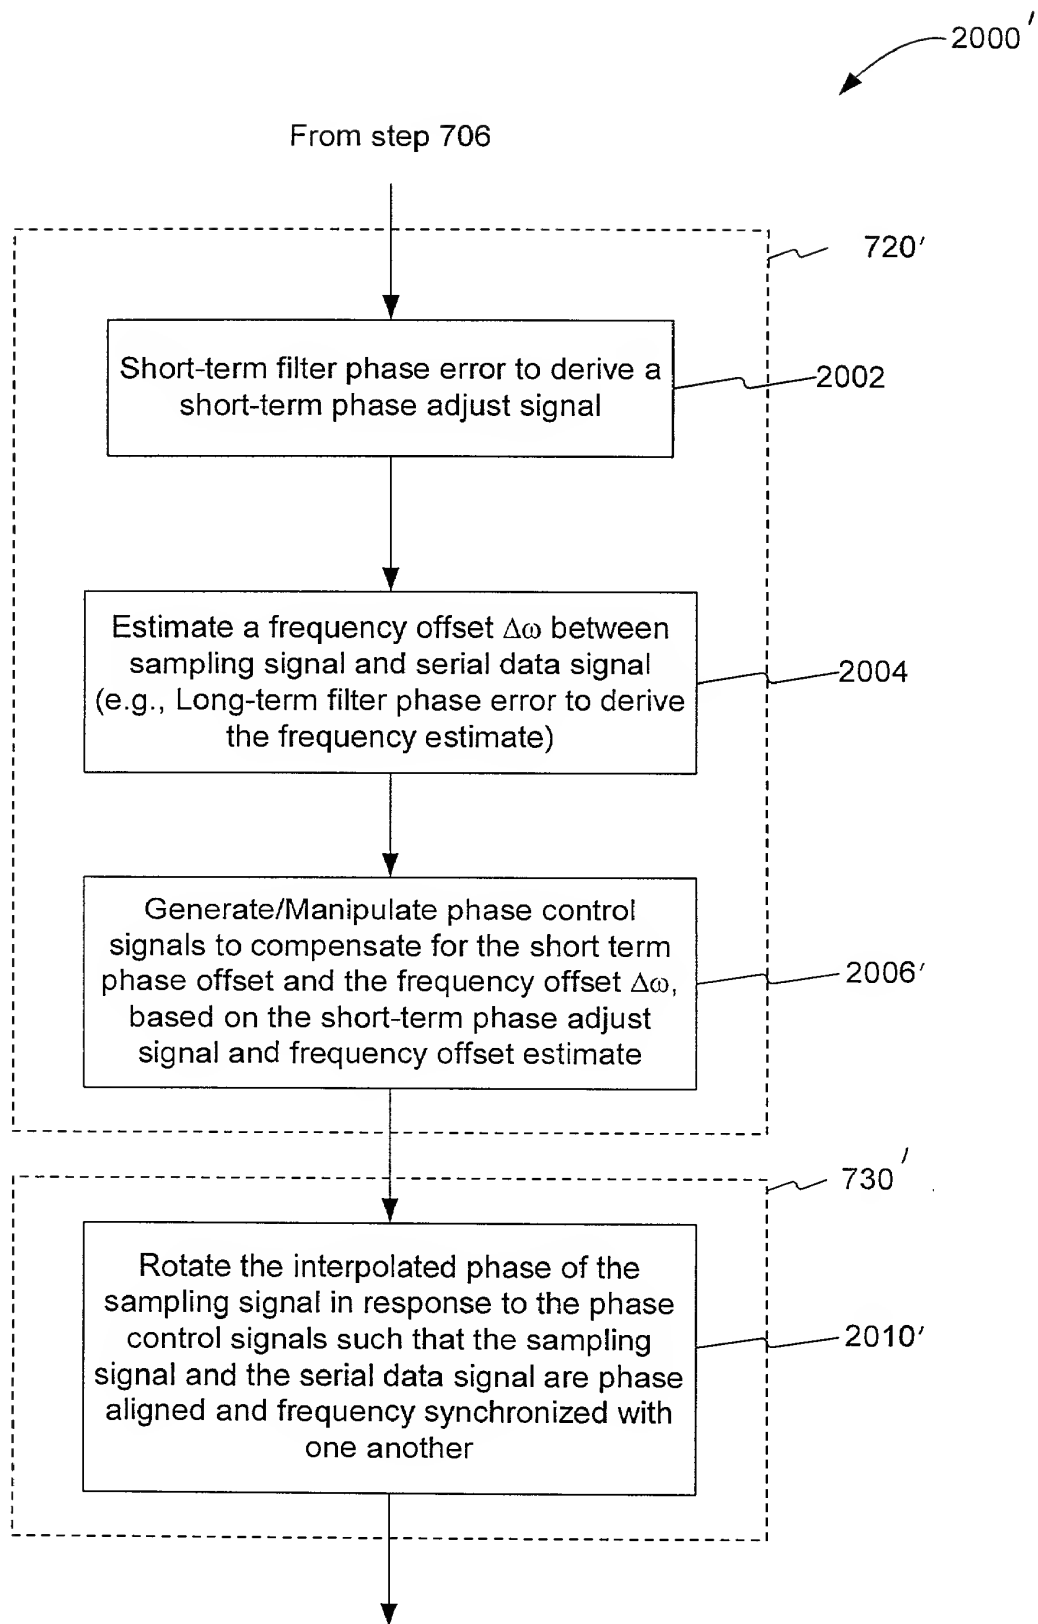 2000′
From step 706
720′
Short-term filter phase error to derive a
short-term phase adjust signal
2002
Estimate a frequency offset Δω between
sampling signal and serial data signal
(e.g., Long-term filter phase error to derive
the frequency estimate)
2004
Generate/Manipulate phase control
signals to compensate for the short term
phase offset and the frequency offset Δω,
based on the short-term phase adjust
signal and frequency offset estimate
2006′
730′
Rotate the interpolated phase of the
sampling signal in response to the phase
control signals such that the sampling
signal and the serial data signal are phase
aligned and frequency synchronized with
one another
2010′